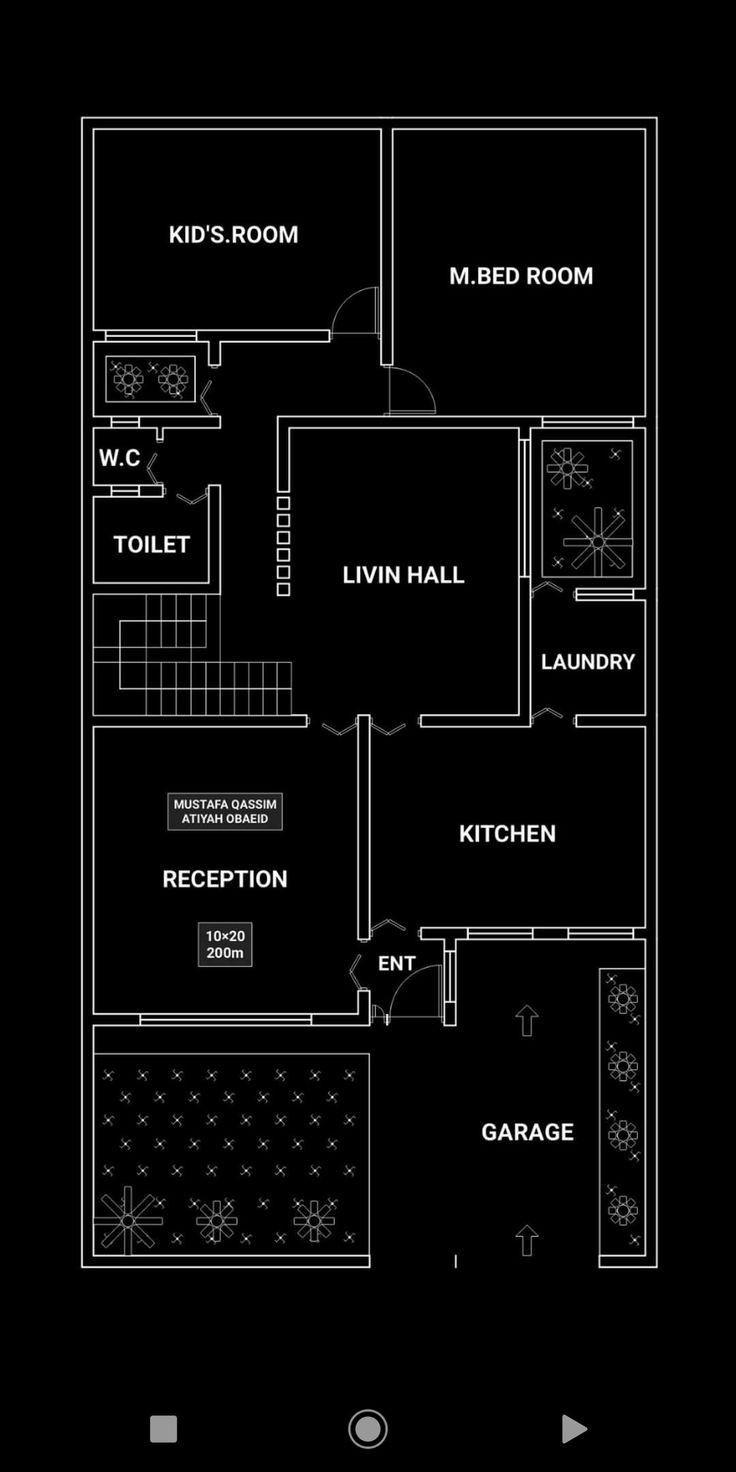 KID'S.ROOM
M.BED ROOM
W.C
TOILET
LIVIN HALL
LAUNDRY
MUSTAFA QASSIM
ATIYAH OBAEID
KITCHEN
RECEPTION
10×20
200m
ENT
GARAGE